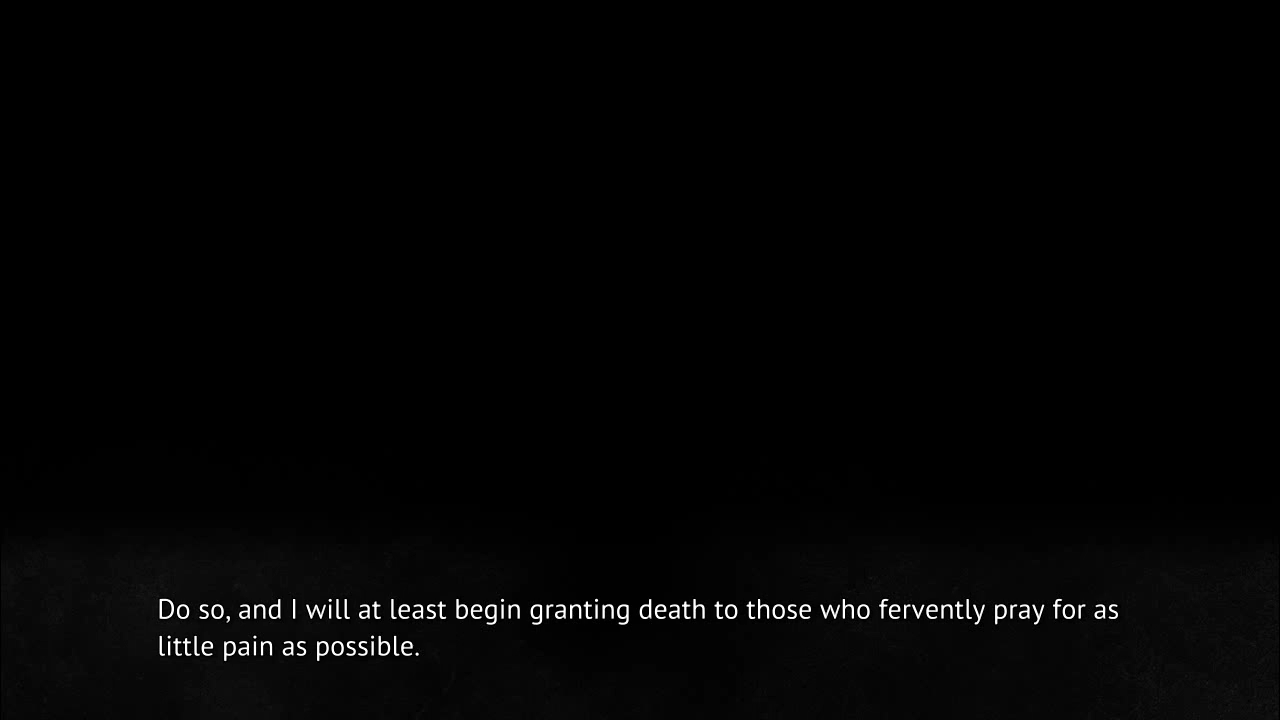 Do so, and I will at least begin granting death to those who fervently pray for as
little pain as possible.